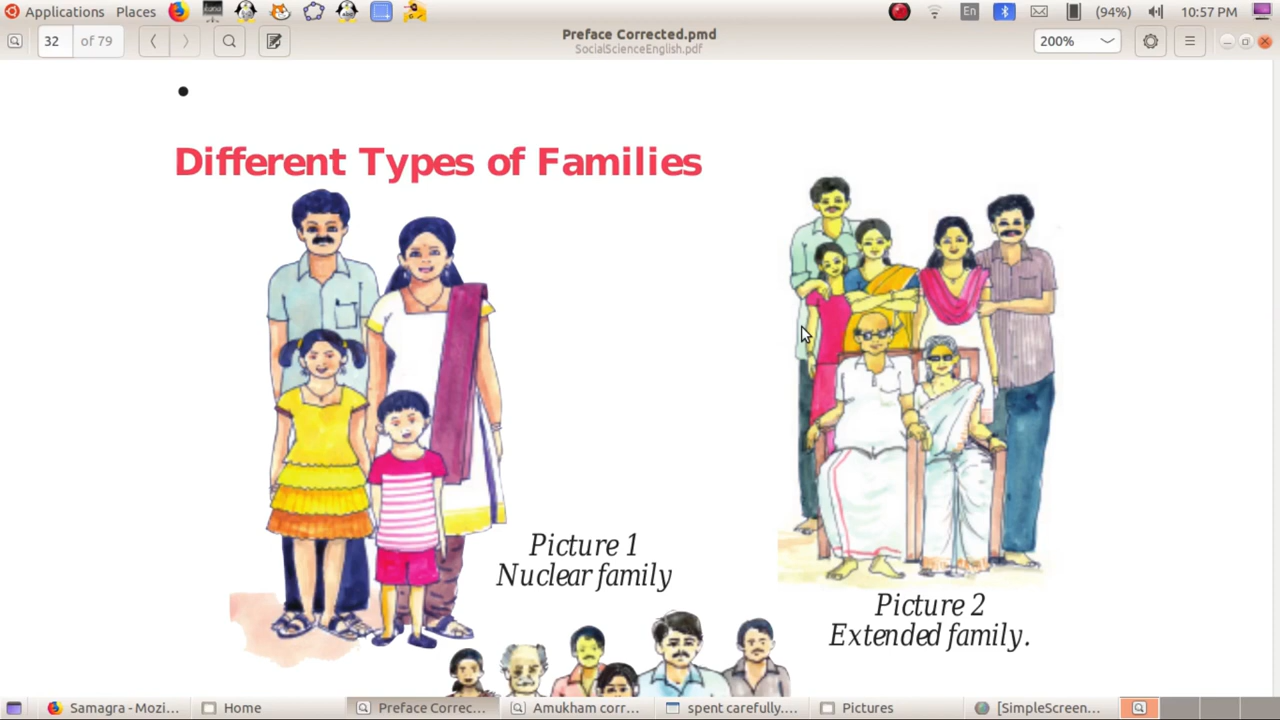 Applications Places En (94%) 10:57 PM
32 of 79
Preface Corrected.pmd
SocialScienceEnglish.pdf
200%
Different Types of Families
Picture 1
Nuclear family
Picture 2
Extended family.
Samagra - Mozi... Home Preface Correc... Amukham corr... spent carefully.... Pictures [SimpleScreen...